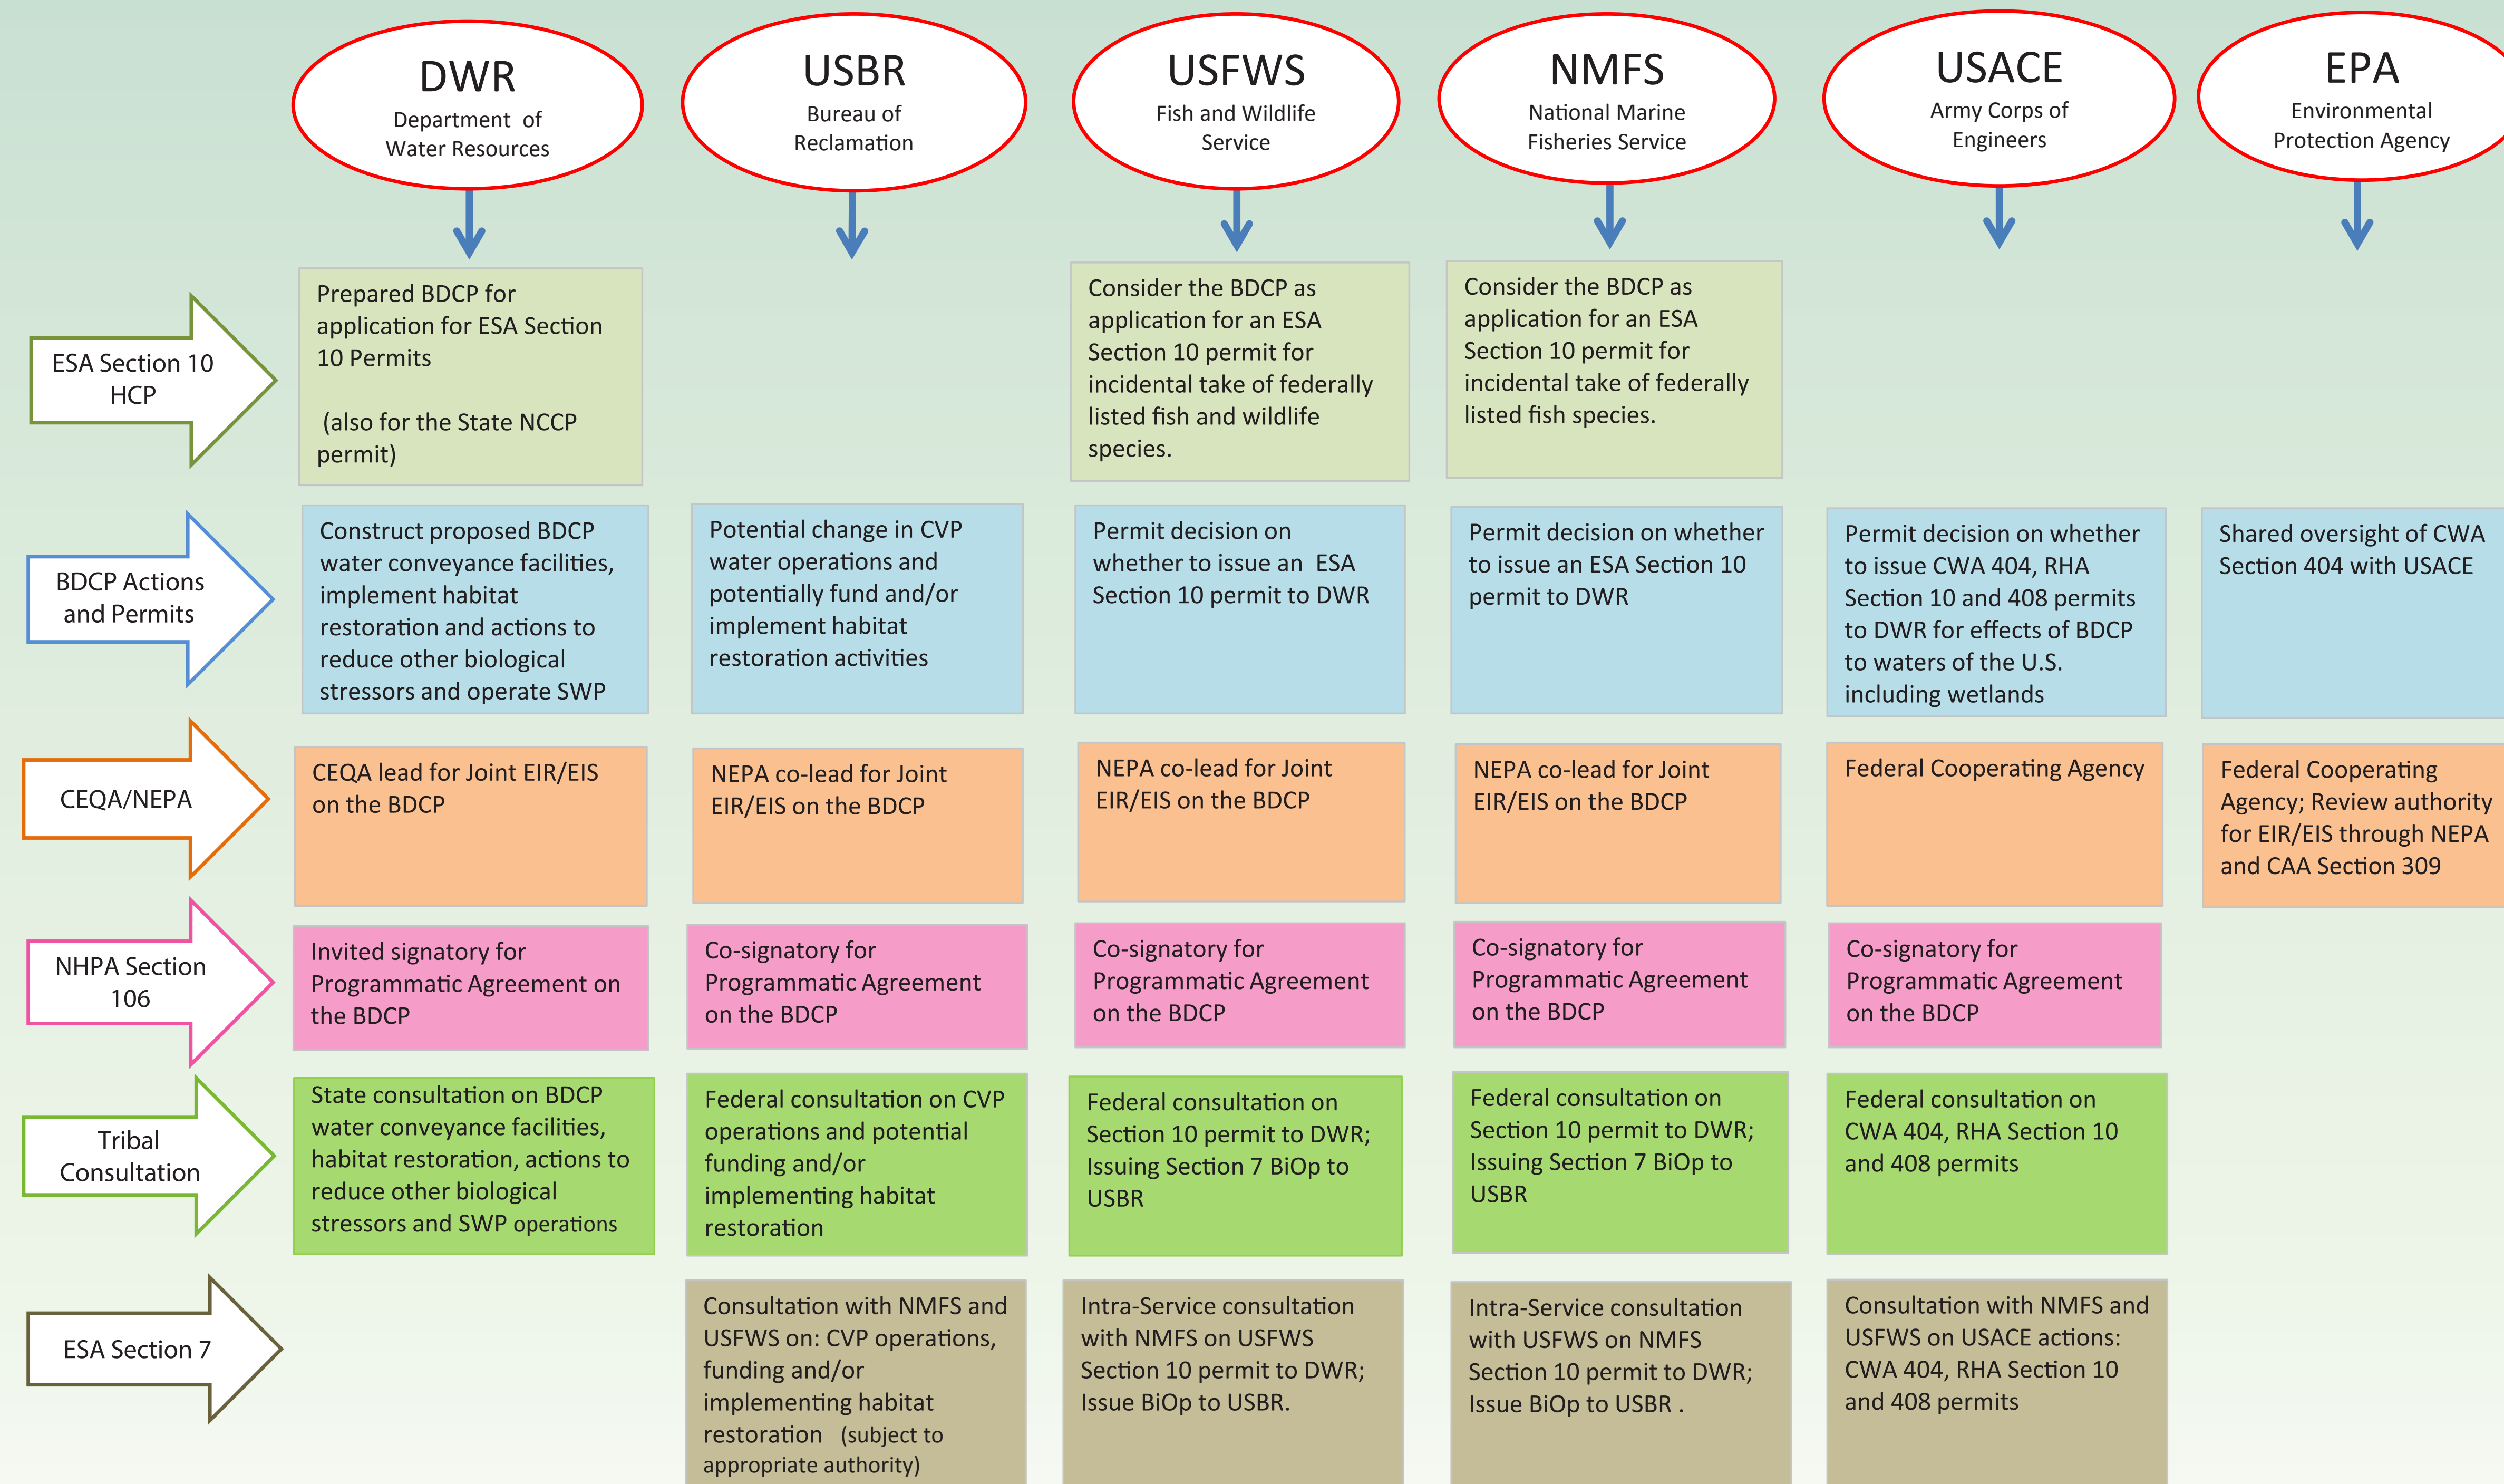 DWR
Department of
Water Resources
USBR
Bureau of
Reclamation
USFWS
Fish and Wildlife
Service
NMFS
National Marine
Fisheries Service
USACE
Army Corps of
Engineers
EPA
Environmental
Protection Agency
ESA Section 10
HCP
Prepared BDCP for
application for ESA Section
10 Permits
(also for the State NCCP
permit)
Consider the BDCP as
application for an ESA
Section 10 permit for
incidental take of federally
listed fish and wildlife
species.
Consider the BDCP as
application for an ESA
Section 10 permit for
incidental take of federally
listed fish species.
BDCP Actions
and Permits
Construct proposed BDCP
water conveyance facilities,
implement habitat
restoration and actions to
reduce other biological
stressors and operate SWP
Potential change in CVP
water operations and
potentially fund and/or
implement habitat
restoration activities
Permit decision on
whether to issue an ESA
Section 10 permit to DWR
Permit decision on whether
to issue an ESA Section 10
permit to DWR
Permit decision on whether
to issue CWA 404, RHA
Section 10 and 408 permits
to DWR for effects of BDCP
to waters of the U.S.
including wetlands
Shared oversight of CWA
Section 404 with USACE
CEQA/NEPA
CEQA lead for Joint EIR/EIS
on the BDCP
NEPA co-lead for Joint
EIR/EIS on the BDCP
NEPA co-lead for Joint
EIR/EIS on the BDCP
NEPA co-lead for Joint
EIR/EIS on the BDCP
Federal Cooperating Agency
Federal Cooperating
Agency; Review authority
for EIR/EIS through NEPA
and CAA Section 309
NHPA Section
106
Invited signatory for
Programmatic Agreement on
the BDCP
Co-signatory for
Programmatic Agreement
on the BDCP
Co-signatory for
Programmatic Agreement
on the BDCP
Co-signatory for
Programmatic Agreement
on the BDCP
Co-signatory for
Programmatic Agreement
on the BDCP
Tribal
Consultation
State consultation on BDCP
water conveyance facilities,
habitat restoration, actions to
reduce other biological
stressors and SWP operations
Federal consultation on CVP
operations and potential
funding and/or
implementing habitat
restoration
Federal consultation on
Section 10 permit to DWR;
Issuing Section 7 BiOp to
USBR
Federal consultation on
Section 10 permit to DWR;
Issuing Section 7 BiOp to
USBR
Federal consultation on
CWA 404, RHA Section 10
and 408 permits
ESA Section 7
Consultation with NMFS and
USFWS on: CVP operations,
funding and/or
implementing habitat
restoration (subject to
appropriate authority)
Intra-Service consultation
with NMFS on USFWS
Section 10 permit to DWR;
Issue BiOp to USBR.
Intra-Service consultation
with USFWS on NMFS
Section 10 permit to DWR;
Issue BiOp to USBR .
Consultation with NMFS and
USFWS on USACE actions:
CWA 404, RHA Section 10
and 408 permits